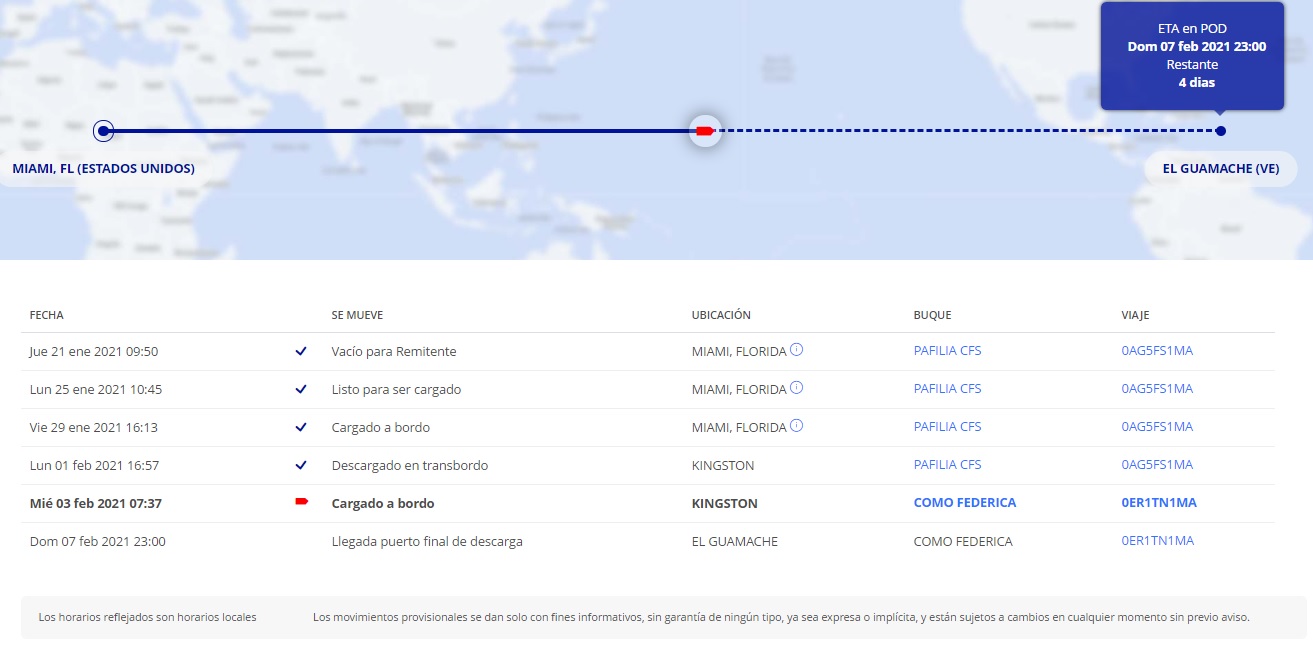 ETA en POD
Dom 07 feb 2021 23:00
Restante
4 dias
MIAMI, FL (ESTADOS UNIDOS)
EL GUAMACHE (VE)
FECHA SE MUEVE UBICACIÓN BUQUE VIAJE
Jue 21 ene 2021 09:50 Vacío para Remitente MIAMI, FLORIDA PAFILIA CFS 0AG5FS1MA
Lun 25 ene 2021 10:45 Listo para ser cargado MIAMI, FLORIDA PAFILIA CFS 0AG5FS1MA
Vie 29 ene 2021 16:13 Cargado a bordo MIAMI, FLORIDA PAFILIA CFS 0AG5FS1MA
Lun 01 feb 2021 16:57 Descargado en transbordo KINGSTON PAFILIA CFS 0AG5FS1MA
Mié 03 feb 2021 07:37 Cargado a bordo KINGSTON COMO FEDERICA 0ER1TN1MA
Dom 07 feb 2021 23:00 Llegada puerto final de descarga EL GUAMACHE COMO FEDERICA 0ER1TN1MA
Los horarios reflejados son horarios locales Los movimientos provisionales se dan solo con fines informativos, sin garantía de ningún tipo, ya sea expresa o implícita, y están sujetos a cambios en cualquier momento sin previo aviso.